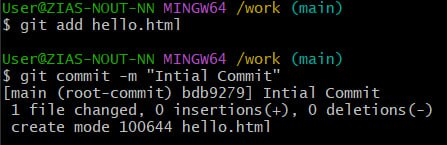 User@ZIAS-NOUT-NN MINGW64 /work (main)
$ git add hello.html
User@ZIAS-NOUT-NN MINGW64 /work (main)
$ git commit -m "Intial Commit"
[main (root-commit) bdb9279] Intial Commit
 1 file changed, 0 insertions(+), 0 deletions(-)
 create mode 100644 hello.html